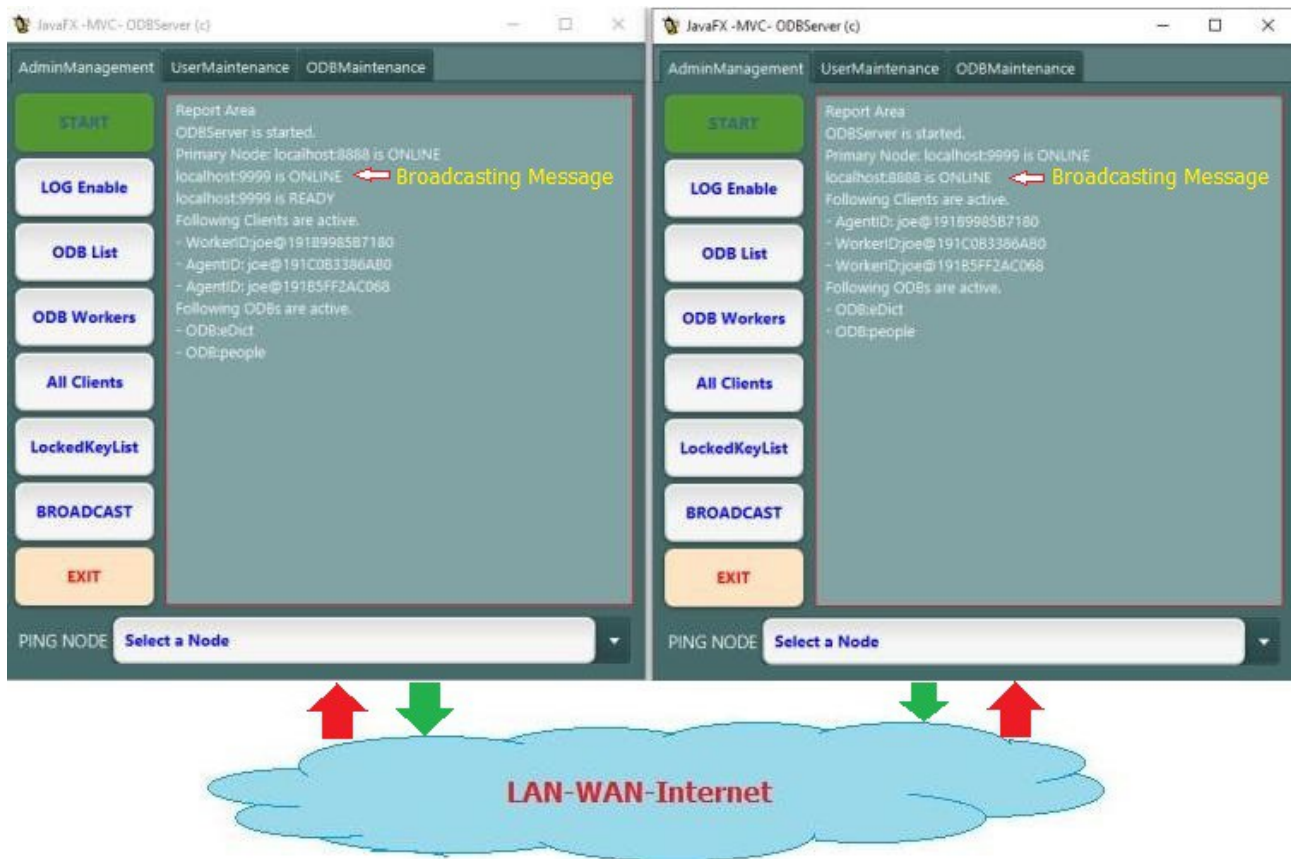 JavaFX -MVC- ODBServer (c)
AdminManagement UserMaintenance ODBMaintenance
START
LOG Enable
ODB List
ODB Workers
All Clients
LockedKeyList
BROADCAST
EXIT
Report Area
ODBServer is started.
Primary Node: localhost:8888 is ONLINE
localhost:9999 is ONLINE Broadcasting Message
localhost:9999 is READY
Following Clients are active.
- WorkerID:joe@191B9985B7180
- AgentID: joe@191C0B3386AB0
- AgentID: joe@191B5FF2AC068
Following ODBs are active.
- ODB:eDict
- ODB:people
PING NODE Select a Node
JavaFX -MVC- ODBServer (c)
AdminManagement UserMaintenance ODBMaintenance
START
LOG Enable
ODB List
ODB Workers
All Clients
LockedKeyList
BROADCAST
EXIT
Report Area
ODBServer is started.
Primary Node: localhost:9999 is ONLINE
localhost:8888 is ONLINE Broadcasting Message
Following Clients are active.
- AgentID: joe@191B9985B7180
- WorkerID:joe@191C0B3386AB0
- WorkerID:joe@191B5FF2AC068
Following ODBs are active.
- ODB:eDict
- ODB:people
PING NODE Select a Node
LAN-WAN-Internet